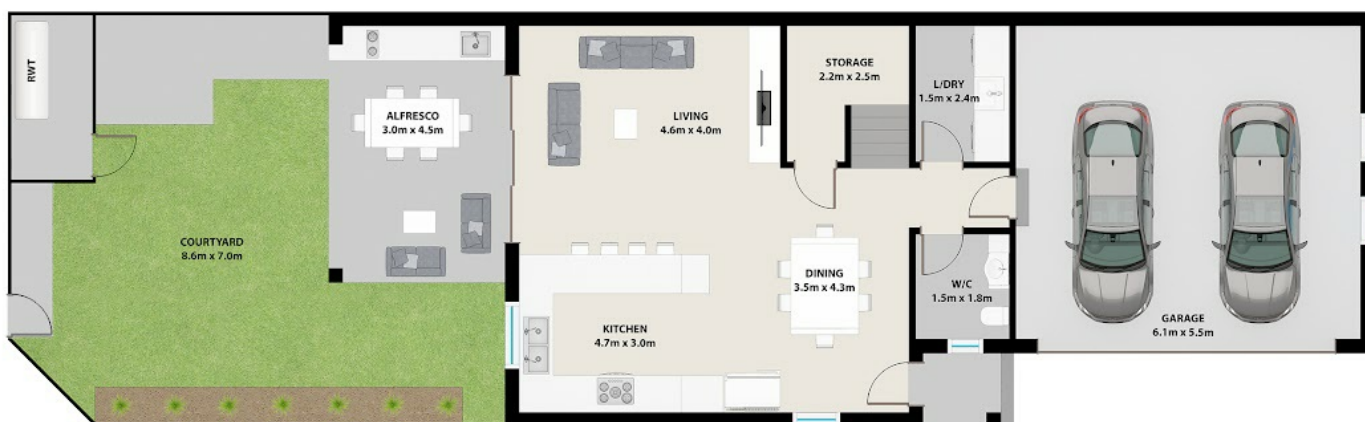 RWT
ALFRESCO
3.0m x 4.5m
COURTYARD
8.6m x 7.0m
LIVING
4.6m x 4.0m
STORAGE
2.2m x 2.5m
L/DRY
1.5m x 2.4m
KITCHEN
4.7m x 3.0m
DINING
3.5m x 4.3m
W/C
1.5m x 1.8m
GARAGE
6.1m x 5.5m